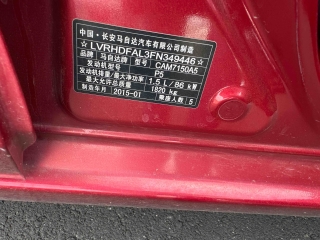 中国·长安马自达汽车有限公司制造
★LVRHDFAL3FN349446★
品牌 马自达牌 型号 CAM7150A5
发动机型号 P5
发动机排量/最大净功率 1.5 L/86 kW
最大允许总质量 1820 kg
制造年月 2015-01 乘坐人数 5